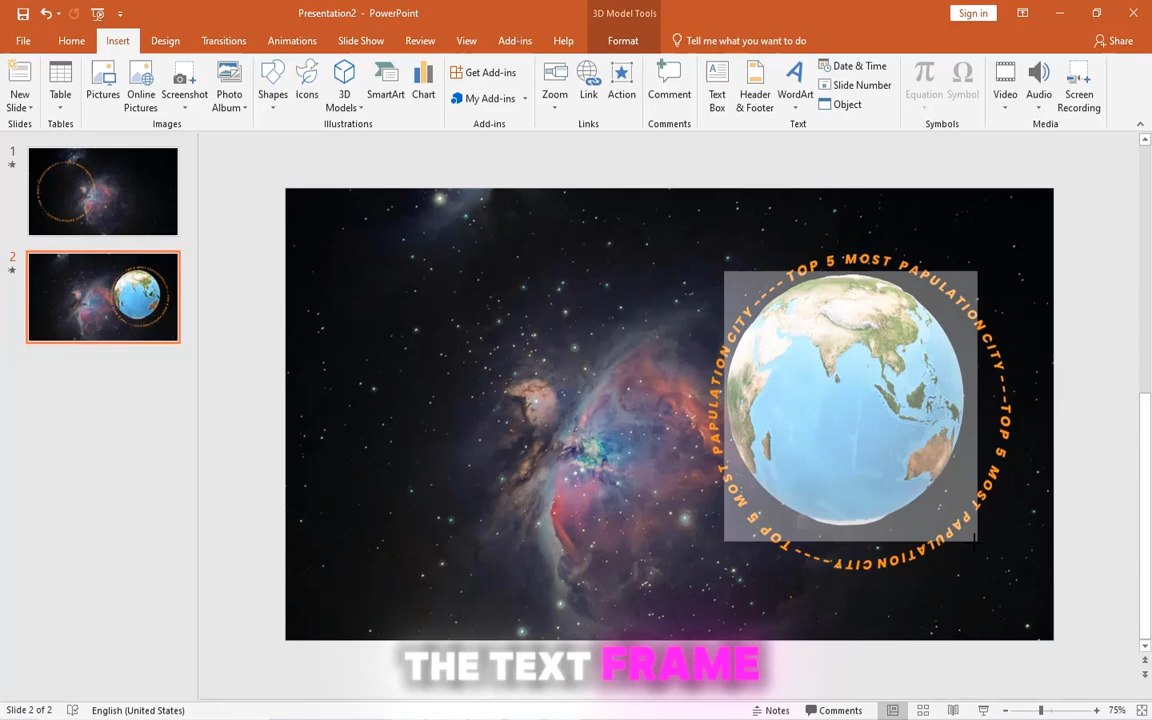 Presentation2 - PowerPoint
3D Model Tools
Sign in
File
Home
Insert
Design
Transitions
Animations
Slide Show
Review
View
Add-ins
Help
Format
Tell me what you want to do
Share
New Slide
Table
Pictures
Online Pictures
Screenshot
Photo Album
Shapes
Icons
3D Models
SmartArt
Chart
Get Add-ins
My Add-ins
Zoom
Link
Action
Comment
Text Box
Header & Footer
WordArt
Date & Time
Slide Number
Object
Equation
Symbol
Video
Audio
Screen Recording
Slides
Tables
Images
Illustrations
Add-ins
Links
Comments
Text
Symbols
Media
1
2
TOP 5 MOST PAPULATION CITY ----TOP 5 MOST PAPULATION CITY -----TOP 5 MOST PAPULATION CITY -----
THE TEXT FRAME
Slide 2 of 2
English (United States)
Notes
Comments
75%